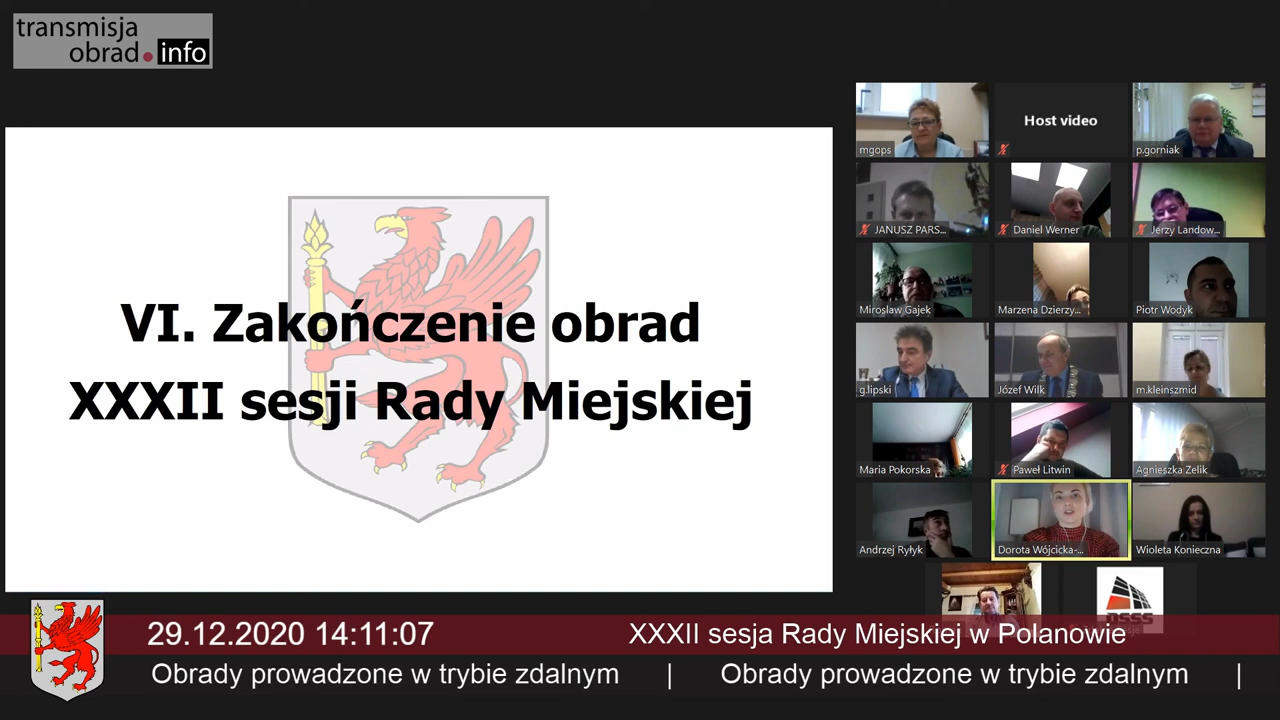 transmisja
obrad.info
VI. Zakończenie obrad
XXXII sesji Rady Miejskiej
mgops
Host video
p.gorniak
JANUSZ PARS...
Daniel Werner
Jerzy Landow...
Mirosław Gajek
Marzena Dzierży...
Piotr Wodyk
g.lipski
Józef Wilk
m.kleinszmid
Maria Pokorska
Paweł Litwin
Agnieszka Zelik
Andrzej Ryłyk
Dorota Wójcicka-...
Wioleta Konieczna
29.12.2020 14:11:07
XXXII sesja Rady Miejskiej w Polanowie
Obrady prowadzone w trybie zdalnym | Obrady prowadzone w trybie zdalnym |